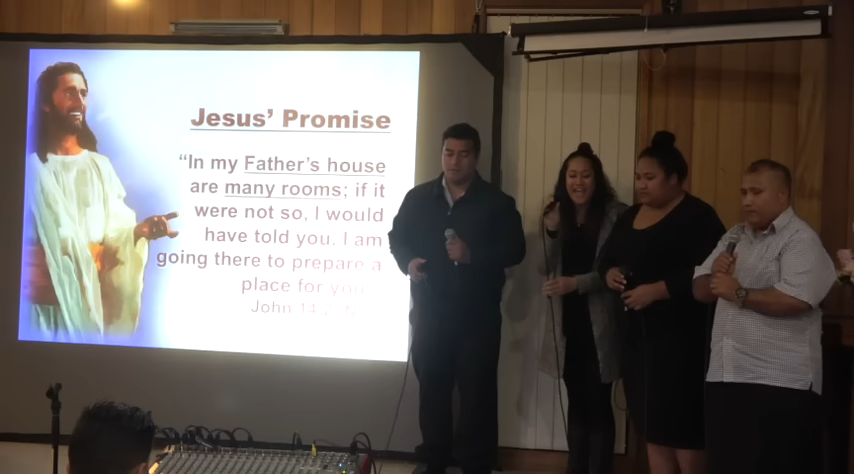 Jesus’ Promise
“In my Father’s house
are many rooms; if it
were not so, I would
have told you. I am
going there to prepare a
place for you
John 14